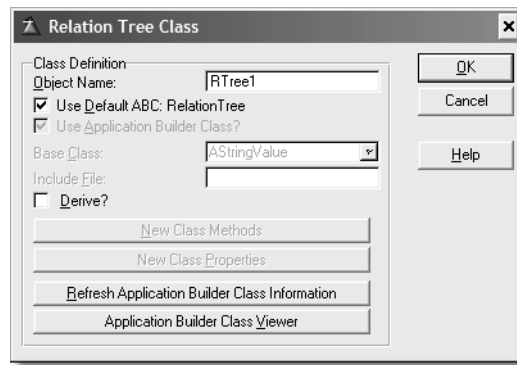 Relation Tree Class
Class Definition
Object Name: RTree1
Use Default ABC: RelationTree
Use Application Builder Class?
Base Class: AStringValue
Include File:
Derive?
New Class Methods
New Class Properties
Refresh Application Builder Class Information
Application Builder Class Viewer
OK
Cancel
Help